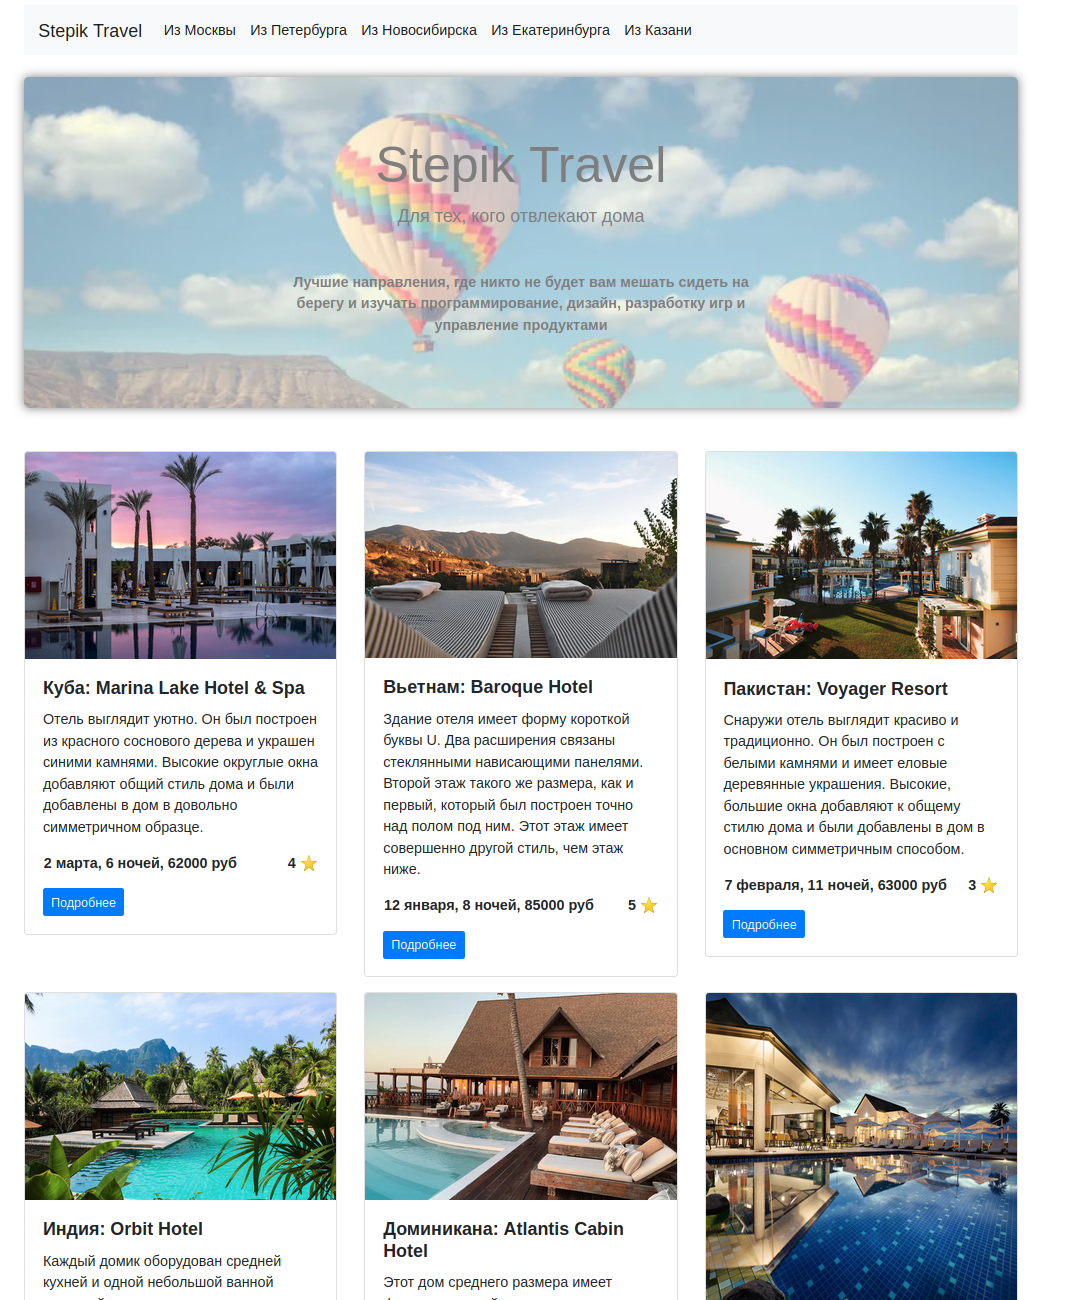 Stepik Travel Из Москвы Из Петербурга Из Новосибирска Из Екатеринбурга Из Казани
Stepik Travel
Для тех, кого отвлекают дома
Лучшие направления, где никто не будет вам мешать сидеть на
берегу и изучать программирование, дизайн, разработку игр и
управление продуктами
Куба: Marina Lake Hotel & Spa
Отель выглядит уютно. Он был построен
из красного соснового дерева и украшен
синими камнями. Высокие округлые окна
добавляют общий стиль дома и были
добавлены в дом в довольно
симметричном образце.
2 марта, 6 ночей, 62000 руб 4
Подробнее
Вьетнам: Baroque Hotel
Здание отеля имеет форму короткой
буквы U. Два расширения связаны
стеклянными нависающими панелями.
Второй этаж такого же размера, как и
первый, который был построен точно
над полом под ним. Этот этаж имеет
совершенно другой стиль, чем этаж
ниже.
12 января, 8 ночей, 85000 руб 5
Подробнее
Пакистан: Voyager Resort
Снаружи отель выглядит красиво и
традиционно. Он был построен с
белыми камнями и имеет еловые
деревянные украшения. Высокие,
большие окна добавляют к общему
стилю дома и были добавлены в дом в
основном симметричным способом.
7 февраля, 11 ночей, 63000 руб 3
Подробнее
Индия: Orbit Hotel
Каждый домик оборудован средней
кухней и одной небольшой ванной
Доминикана: Atlantis Cabin
Hotel
Этот дом среднего размера имеет